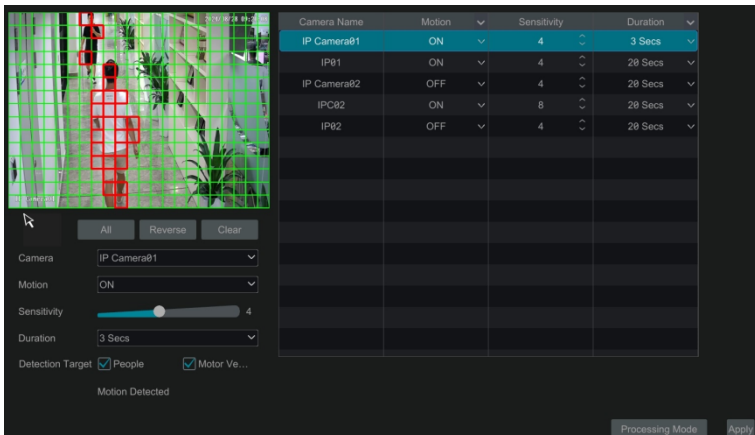 Camera Name Motion Sensitivity Duration
IP Camera01 ON 4 3 Secs
IP01 ON 4 20 Secs
IP Camera02 OFF 4 20 Secs
IPC02 ON 8 20 Secs
IP02 OFF 4 20 Secs
All Reverse Clear
Camera IP Camera01
Motion ON
Sensitivity 4
Duration 3 Secs
Detection Target People Motor Ve...
Motion Detected
Processing Mode Apply